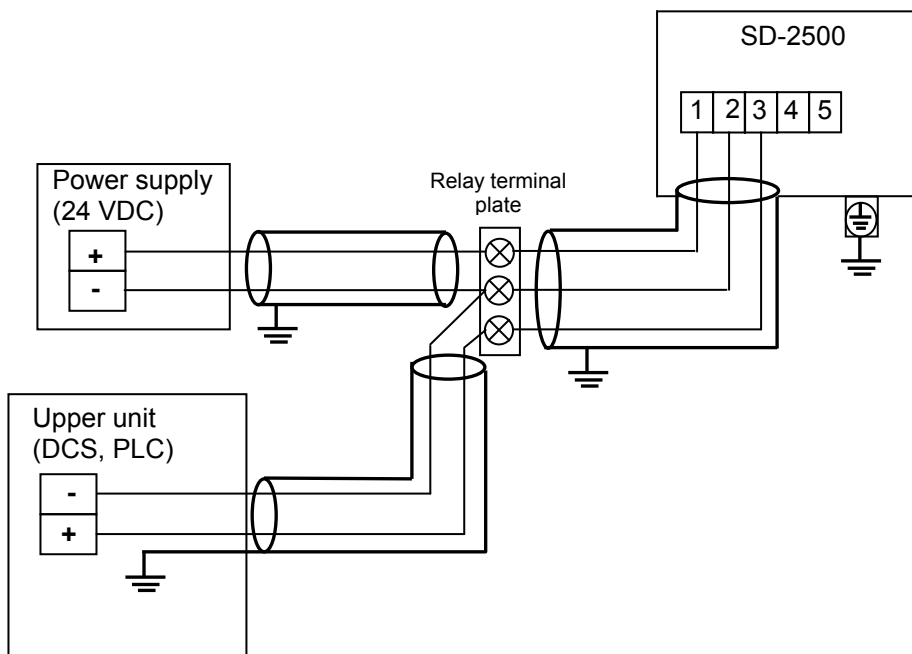 SD-2500
1 2 3 4 5
Power supply
(24 VDC)
+
-
Relay terminal
plate
Upper unit
(DCS, PLC)
-
+